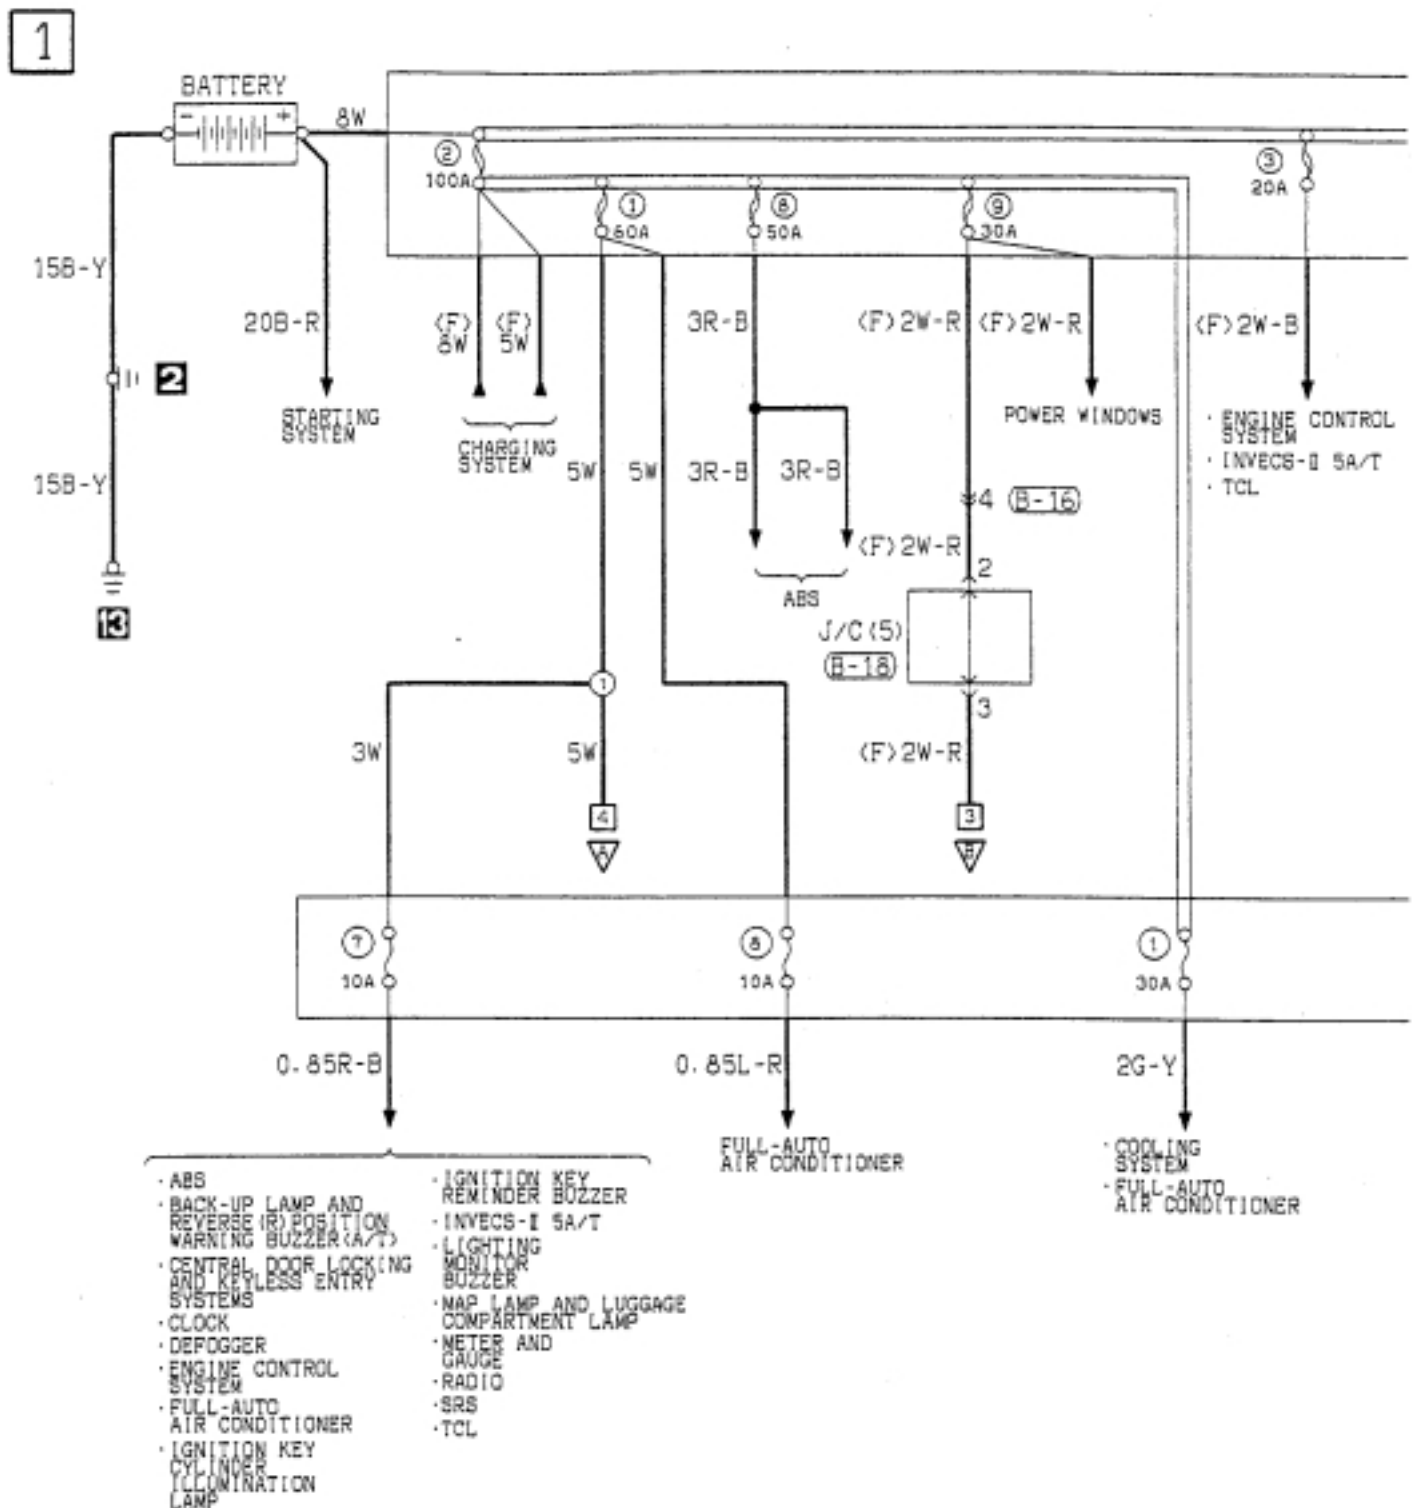 1
BATTERY
-
+
8W
2
100A
1
60A
8
50A
9
30A
3
20A
15B-Y
20B-R
(F)
8W
(F)
5W
3R-B
(F)2W-R
(F)2W-R
(F)2W-B
2
STARTING
SYSTEM
CHARGING
SYSTEM
POWER WINDOWS
· ENGINE CONTROL
SYSTEM
· INVECS-II 5A/T
· TCL
15B-Y
5W
5W
3R-B
3R-B
4
B-16
(F)2W-R
2
ABS
13
J/C(5)
B-18
1
3
3W
5W
(F)2W-R
4
3
A
B
7
10A
8
10A
1
30A
0.85R-B
0.85L-R
2G-Y
FULL-AUTO
AIR CONDITIONER
· COOLING
SYSTEM
· FULL-AUTO
AIR CONDITIONER
· ABS
· BACK-UP LAMP AND
REVERSE(R)POSITION
WARNING BUZZER(A/T)
· CENTRAL DOOR LOCKING
AND KEYLESS ENTRY
SYSTEMS
· CLOCK
· DEFOGGER
· ENGINE CONTROL
SYSTEM
· FULL-AUTO
AIR CONDITIONER
· IGNITION KEY
CYLINDER
ILLUMINATION
LAMP
· IGNITION KEY
REMINDER BUZZER
· INVECS-II 5A/T
· LIGHTING
MONITOR
BUZZER
· MAP LAMP AND LUGGAGE
COMPARTMENT LAMP
· METER AND
GAUGE
· RADIO
· SRS
· TCL